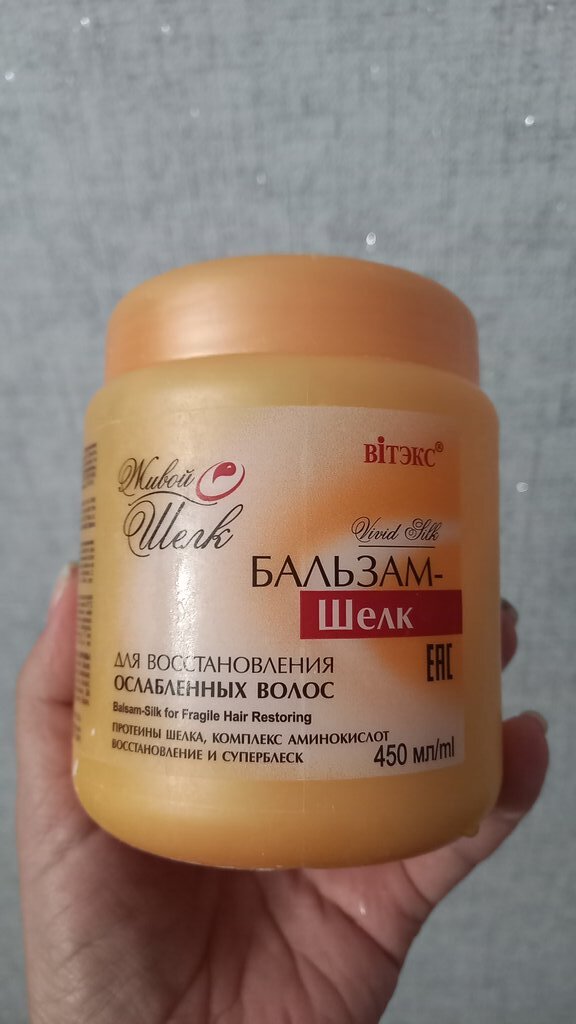 Живой
Шелк
ВІТЭКС®
Vivid Silk
БАЛЬЗАМ-
Шелк
ДЛЯ ВОССТАНОВЛЕНИЯ
ОСЛАБЛЕННЫХ ВОЛОС
Balsam-Silk for Fragile Hair Restoring
ПРОТЕИНЫ ШЕЛКА, КОМПЛЕКС АМИНОКИСЛОТ
ВОССТАНОВЛЕНИЕ И СУПЕРБЛЕСК
EAC
450 мл/ml